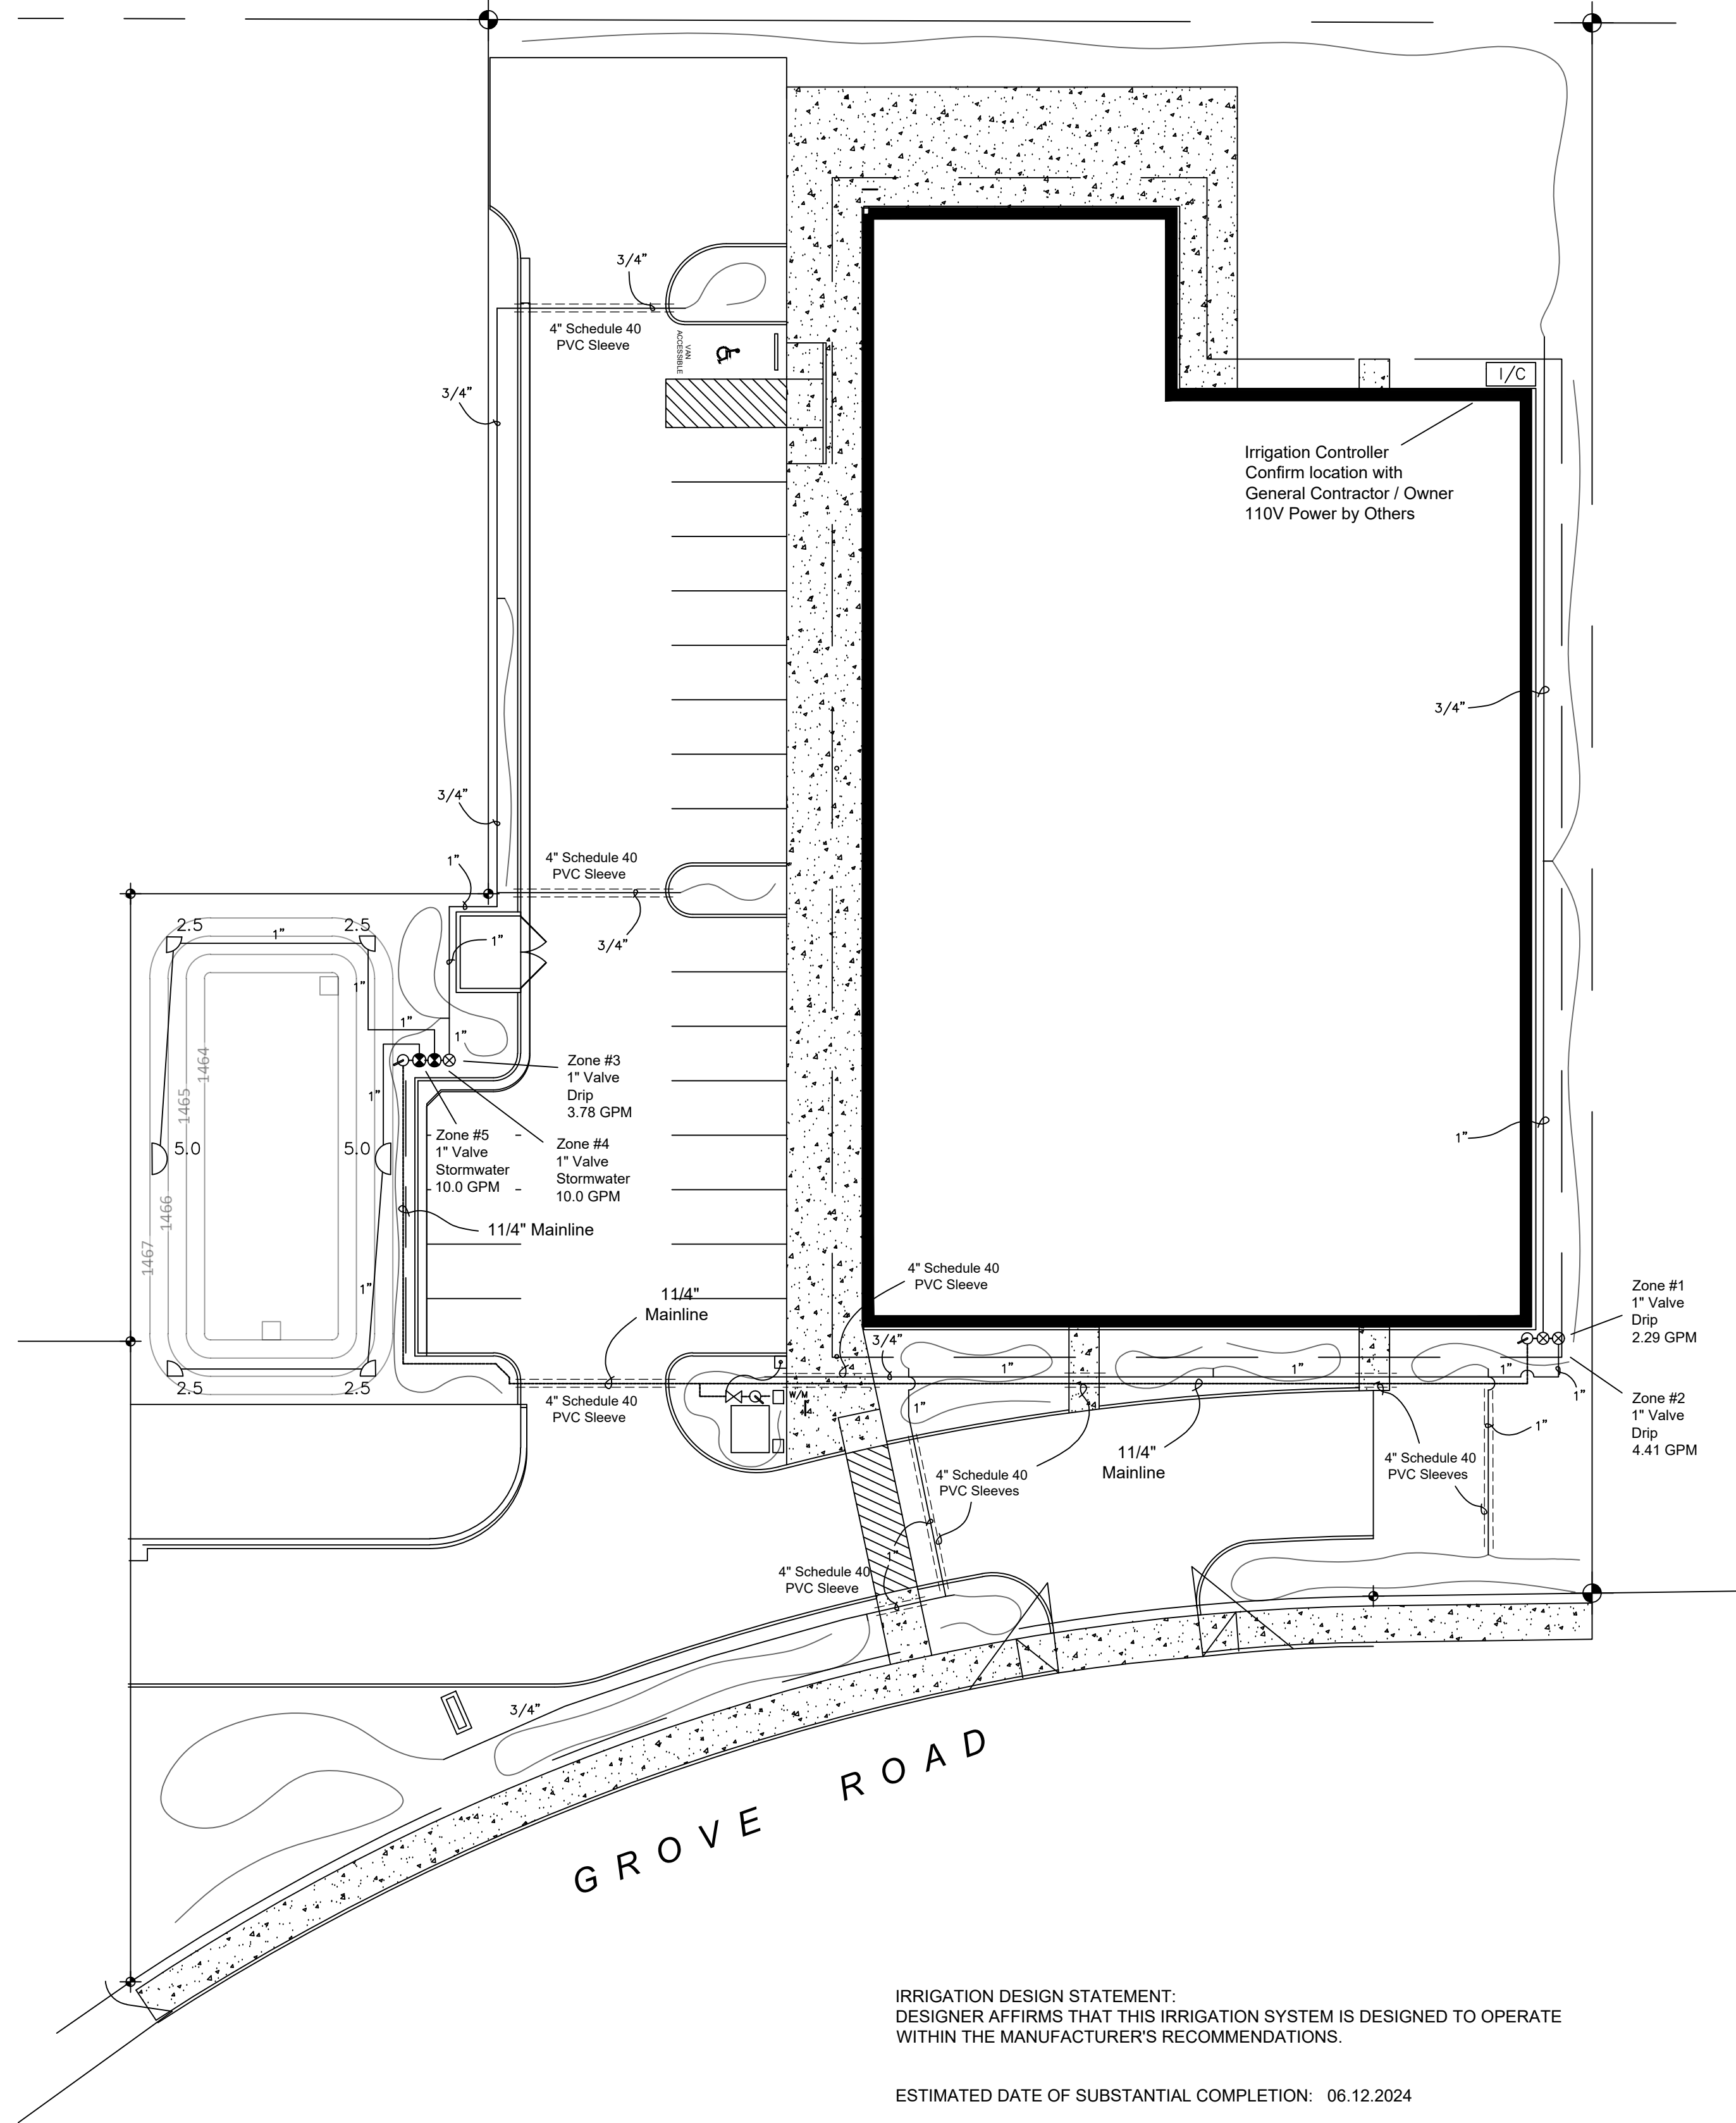 3/4"
4" Schedule 40
PVC Sleeve
VAN
ACCESSIBLE
I/C
3/4"
Irrigation Controller
Confirm location with
General Contractor / Owner
110V Power by Others
3/4"
3/4"
1"
4" Schedule 40
PVC Sleeve
2.5
1"
2.5
3/4"
1"
1"
1"
1"
1464
1465
1466
1467
1"
5.0
5.0
1"
Zone #3
1" Valve
Drip
3.78 GPM
Zone #5
1" Valve
Stormwater
10.0 GPM
Zone #4
1" Valve
Stormwater
10.0 GPM
1"
11/4" Mainline
4" Schedule 40
PVC Sleeve
11/4"
Mainline
Zone #1
1" Valve
Drip
2.29 GPM
3/4"
1"
1"
1"
2.5
2.5
4" Schedule 40
PVC Sleeve
W/M
1"
1"
Zone #2
1" Valve
Drip
4.41 GPM
1"
11/4"
Mainline
4" Schedule 40
PVC Sleeves
4" Schedule 40
PVC Sleeves
1"
4" Schedule 40
PVC Sleeve
3/4"
GROVE ROAD
IRRIGATION DESIGN STATEMENT:
DESIGNER AFFIRMS THAT THIS IRRIGATION SYSTEM IS DESIGNED TO OPERATE
WITHIN THE MANUFACTURER'S RECOMMENDATIONS.
ESTIMATED DATE OF SUBSTANTIAL COMPLETION: 06.12.2024